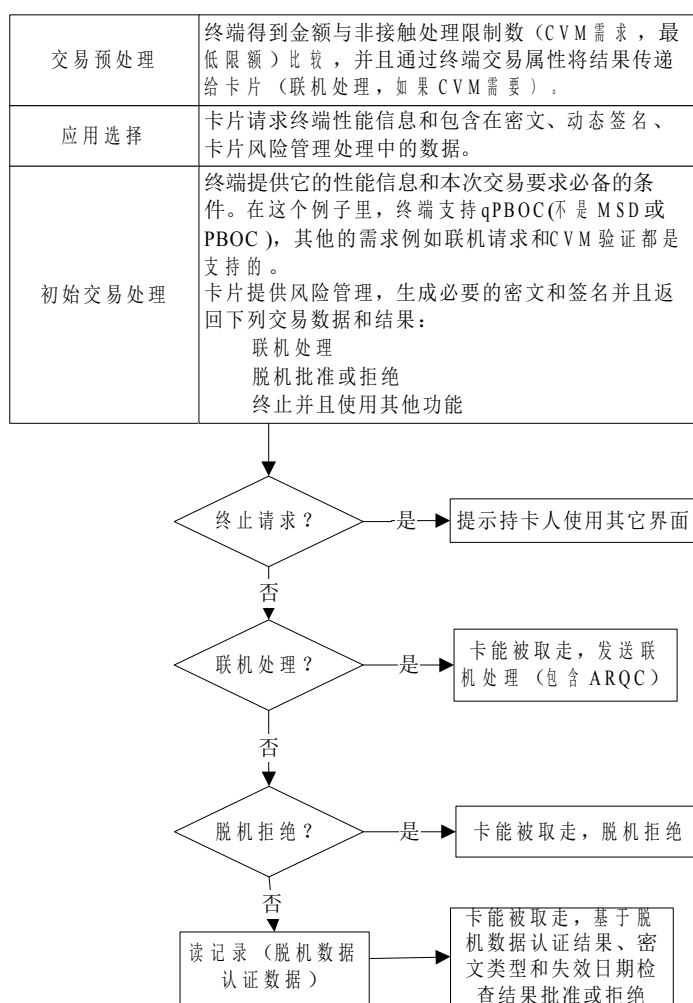 交易预处理
终端得到金额与非接触处理限制数（CVM需求，最
低限额）比较，并且通过终端交易属性将结果传递
给卡片（联机处理，如果CVM需要）。
应用选择
卡片请求终端性能信息和包含在密文、动态签名、
卡片风险管理处理中的数据。
初始交易处理
终端提供它的性能信息和本次交易要求必备的条
件。在这个例子里，终端支持qPBOC(不是MSD或
PBOC)，其他的需求例如联机请求和CVM验证都是
支持的。
卡片提供风险管理，生成必要的密文和签名并且返
回下列交易数据和结果：
联机处理
脱机批准或拒绝
终止并且使用其他功能
终止请求？
是
提示持卡人使用其它界面
否
联机处理？
是
卡能被取走，发送联
机处理（包含ARQC）
否
脱机拒绝？
是
卡能被取走，脱机拒绝
否
读记录（脱机数据
认证数据）
卡能被取走，基于脱
机数据认证结果、密
文类型和失效日期检
查结果批准或拒绝